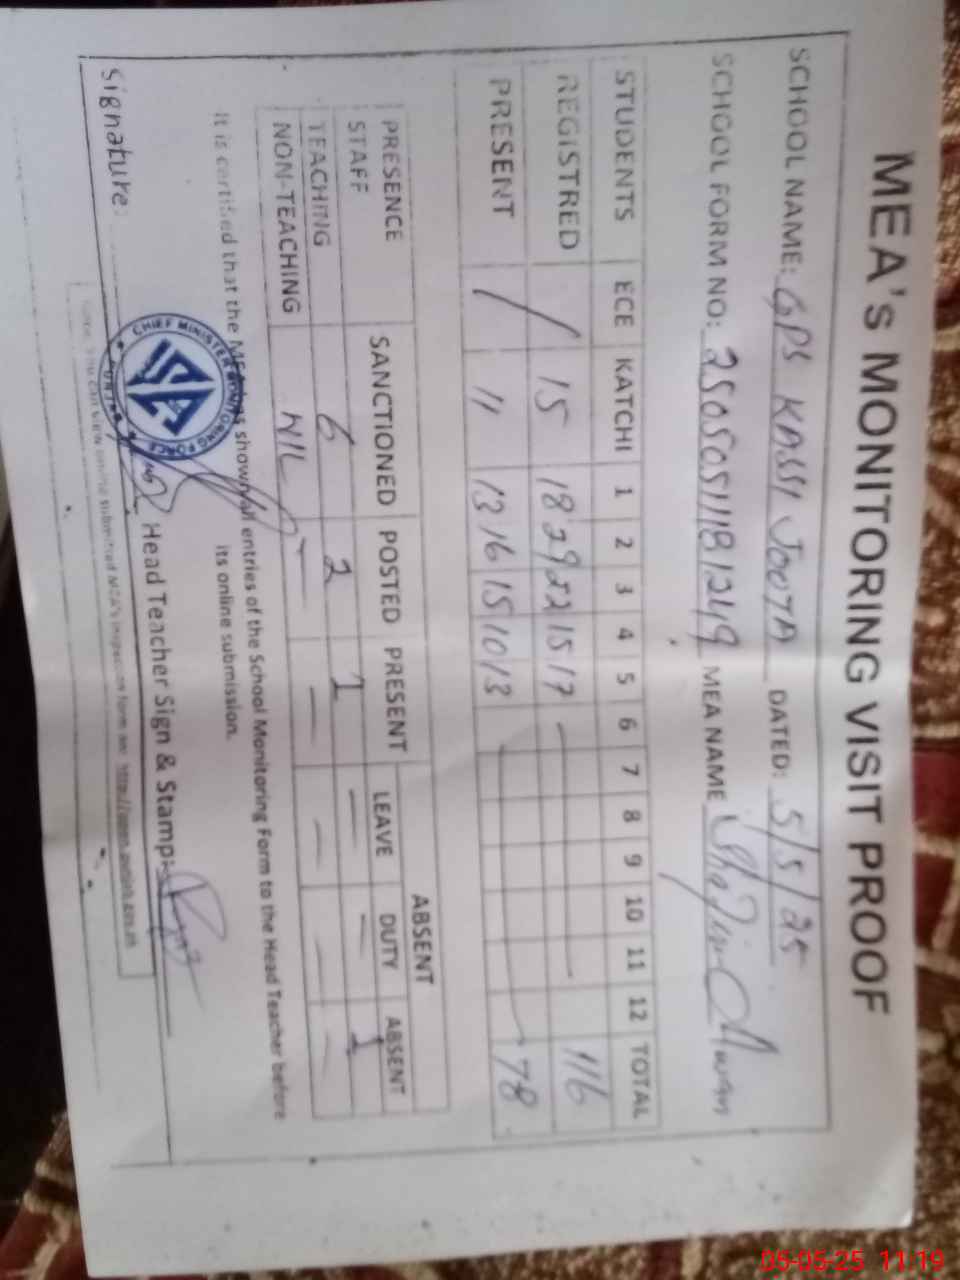 MEA's MONITORING VISIT PROOF
SCHOOL NAME: GPS KASSI JOOTA DATED: 5/5/25
SCHOOL FORM NO: MEA NAME
STUDENTS ECE KATCHI 1 2 3 4 5 6 7 8 9 10 11 12 TOTAL
REGISTRED 15 18 29 22 15 17 — 116
PRESENT / 11 13 16 15 10 13 — 78
PRESENCE SANCTIONED POSTED PRESENT ABSENT
STAFF LEAVE DUTY ABSENT
TEACHING 6 2 1 — — 1
NON-TEACHING NIL — — — — —
It is certified that the MEA has shown all entries of the School Monitoring Form to the Head Teacher before
its online submission.
Signature: Head Teacher Sign & Stamp:
CHIEF MINISTER MONITORING FORCE
05-05-25 11:19